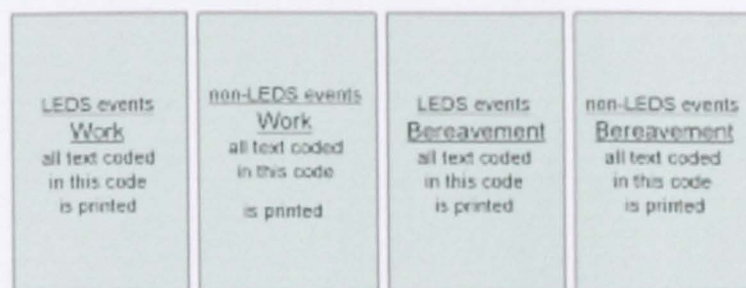 LEDS events
Work
all text coded
in this code
is printed
non-LEDS events
Work
all text coded
in this code
is printed
LEDS events
Bereavement
all text coded
in this code
is printed
non-LEDS events
Bereavement
all text coded
in this code
is printed